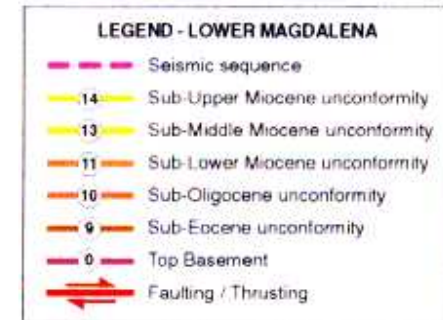 LEGEND - LOWER MAGDALENA
Seismic sequence
14 Sub-Upper Miocene unconformity
13 Sub-Middle Miocene unconformity
11 Sub-Lower Miocene unconformity
10 Sub-Oligocene unconformity
9 Sub-Eocene unconformity
0 Top Basement
Faulting / Thrusting